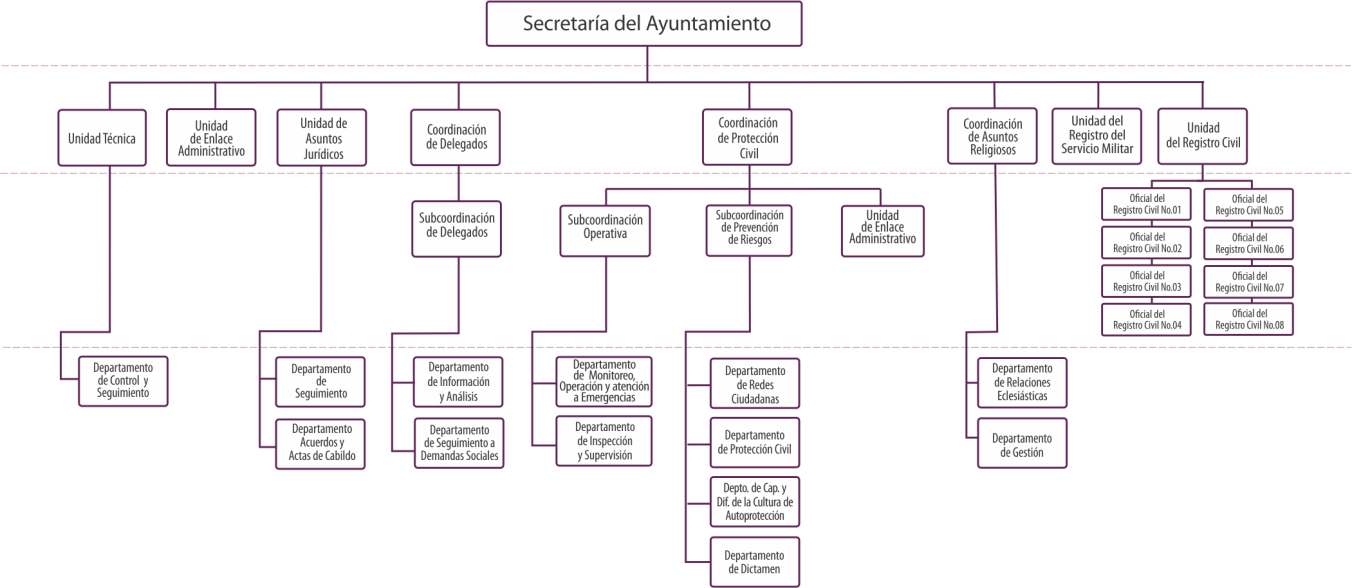 Secretaría del Ayuntamiento
Unidad Técnica
Unidad
de Enlace
Administrativo
Unidad de
Asuntos
Jurídicos
Coordinación
de Delegados
Coordinación
de Protección
Civil
Coordinación
de Asuntos
Religiosos
Unidad del
Registro del
Servicio Militar
Unidad
del Registro Civil
Subcoordinación
de Delegados
Subcoordinación
Operativa
Subcoordinación
de Prevención
de Riesgos
Unidad
de Enlace
Administrativo
Oficial del
Registro Civil No.01
Oficial del
Registro Civil No.02
Oficial del
Registro Civil No.03
Oficial del
Registro Civil No.04
Oficial del
Registro Civil No.05
Oficial del
Registro Civil No.06
Oficial del
Registro Civil No.07
Oficial del
Registro Civil No.08
Departamento
de Control y
Seguimiento
Departamento
de
Seguimiento
Departamento
Acuerdos y
Actas de Cabildo
Departamento
de Información
y Análisis
Departamento
de Seguimiento a
Demandas Sociales
Departamento
de Monitoreo,
Operación y atención
a Emergencias
Departamento
de Inspección
y Supervisión
Departamento
de Redes
Ciudadanas
Departamento
de Protección Civil
Depto. de Cap. y
Dif. de la Cultura de
Autoprotección
Departamento
de Dictamen
Departamento
de Relaciones
Eclesiásticas
Departamento
de Gestión